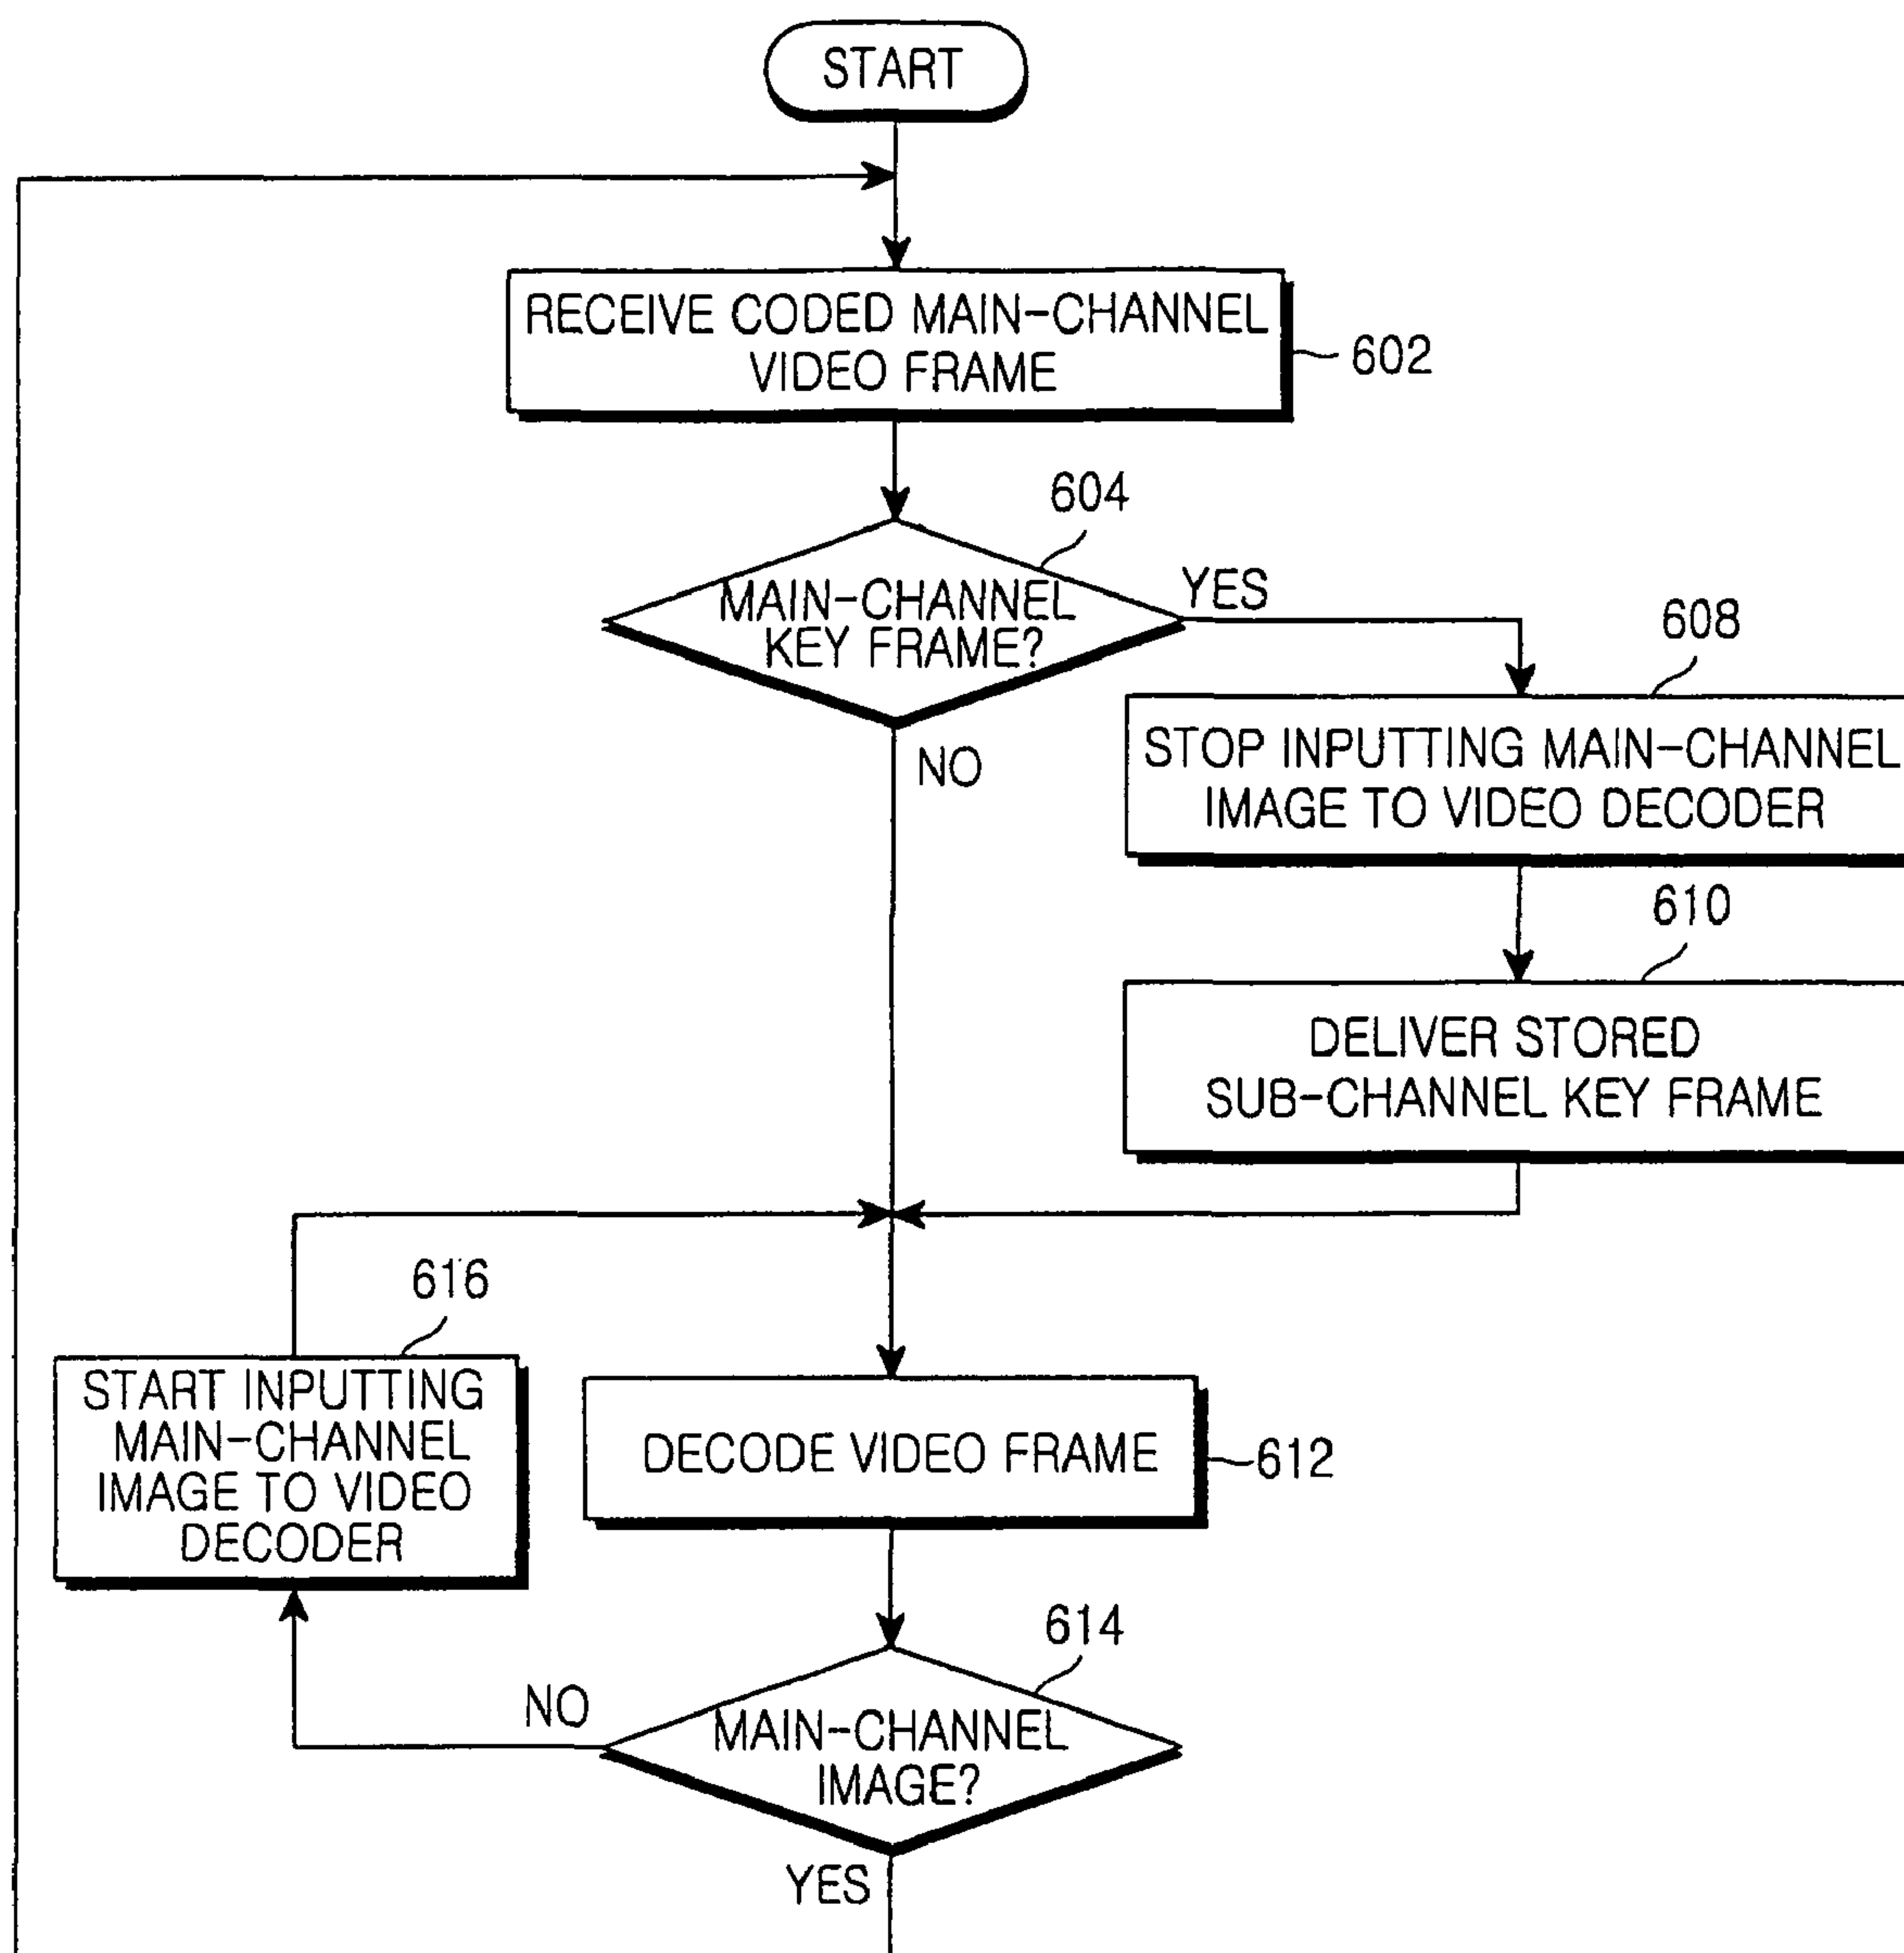 START
RECEIVE CODED MAIN-CHANNEL
VIDEO FRAME
602
604
MAIN-CHANNEL
KEY FRAME?
YES
NO
608
STOP INPUTTING MAIN-CHANNEL
IMAGE TO VIDEO DECODER
610
DELIVER STORED
SUB-CHANNEL KEY FRAME
616
START INPUTTING
MAIN-CHANNEL
IMAGE TO VIDEO
DECODER
DECODE VIDEO FRAME
612
614
MAIN-CHANNEL
IMAGE?
NO
YES